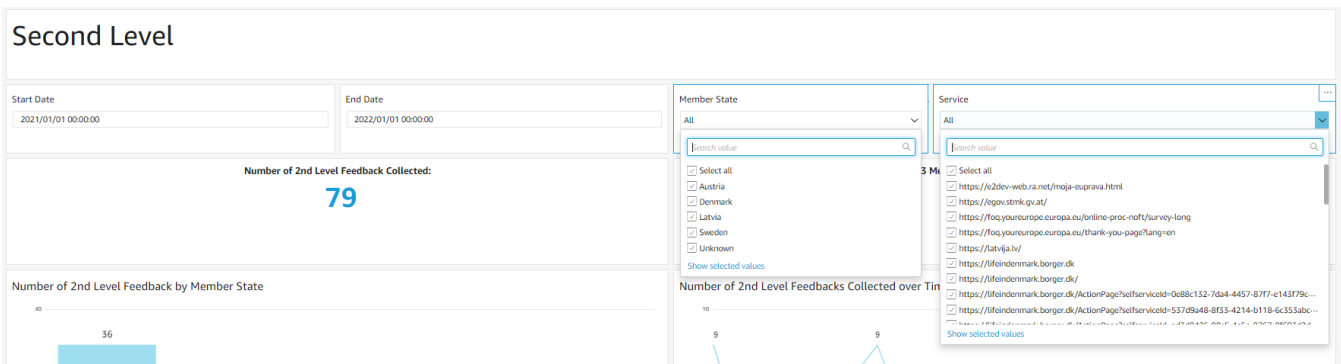 Second Level
Start Date
2021/01/01 00:00:00
End Date
2022/01/01 00:00:00
Member State
All
Search value
Select all
Austria
Denmark
Latvia
Sweden
Unknown
Show selected values
Service
All
Search value
Select all
https://e2dev-web.ra.net/moja-euprava.html
https://egov.stmk.gv.at/
https://foq.youreurope.europa.eu/online-proc-noft/survey-long
https://foq.youreurope.europa.eu/thank-you-page?lang=en
https://latvija.lv/
https://lifeindenmark.borger.dk
https://lifeindenmark.borger.dk/
https://lifeindenmark.borger.dk/ActionPage?selfserviceId=0e88c132-7da4-4457-87f7-e143f79c···
https://lifeindenmark.borger.dk/ActionPage?selfserviceId=537d9a48-8f33-4214-b118-6c353abc···
Show selected values
Number of 2nd Level Feedback Collected:
79
3 Me
Number of 2nd Level Feedback by Member State
40
36
Number of 2nd Level Feedbacks Collected over Tim
10
9
9